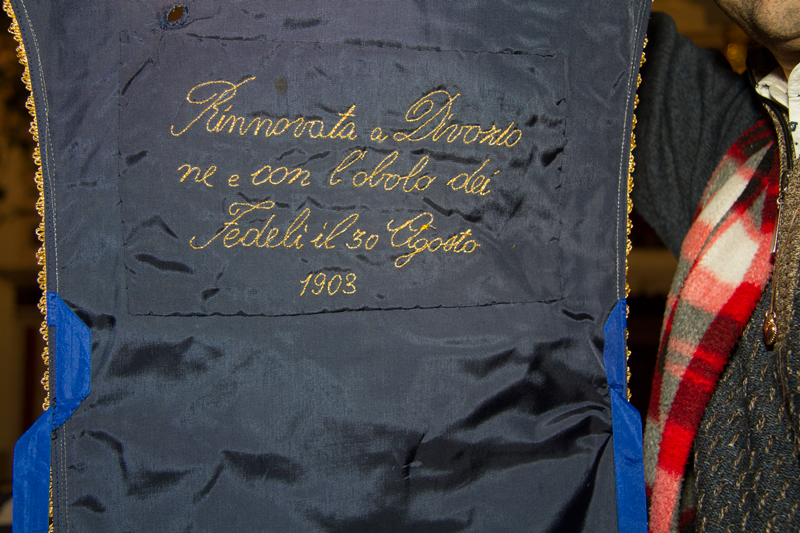 Rinnovata a Divozio
ne e con l'obolo dei
Fedeli il 30 Agosto
1903